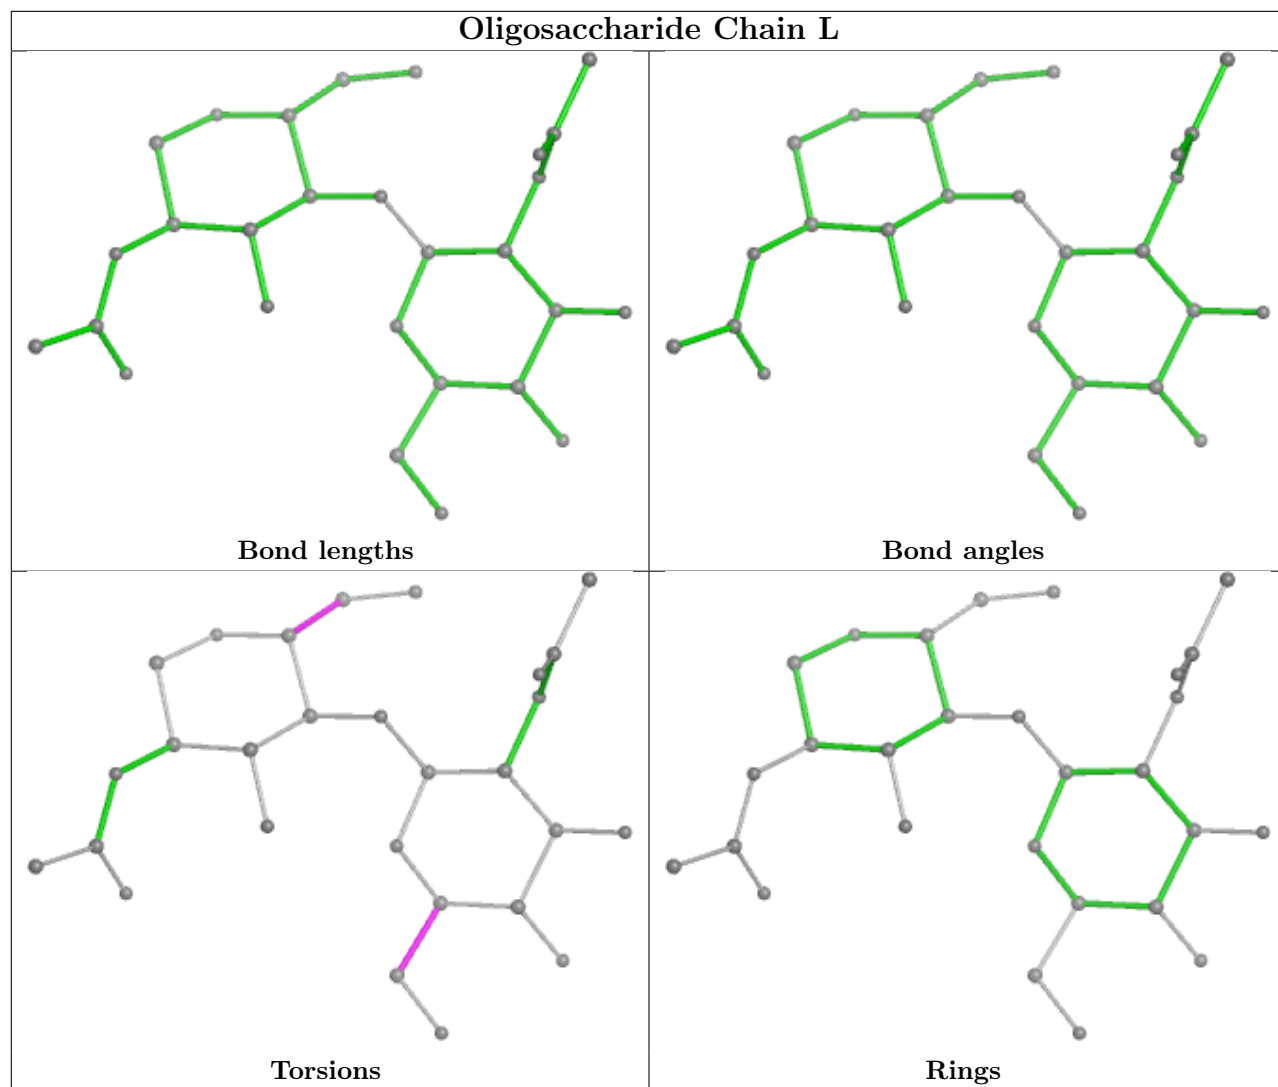 Oligosaccharide Chain L
Bond lengths
Bond angles
Torsions
Rings